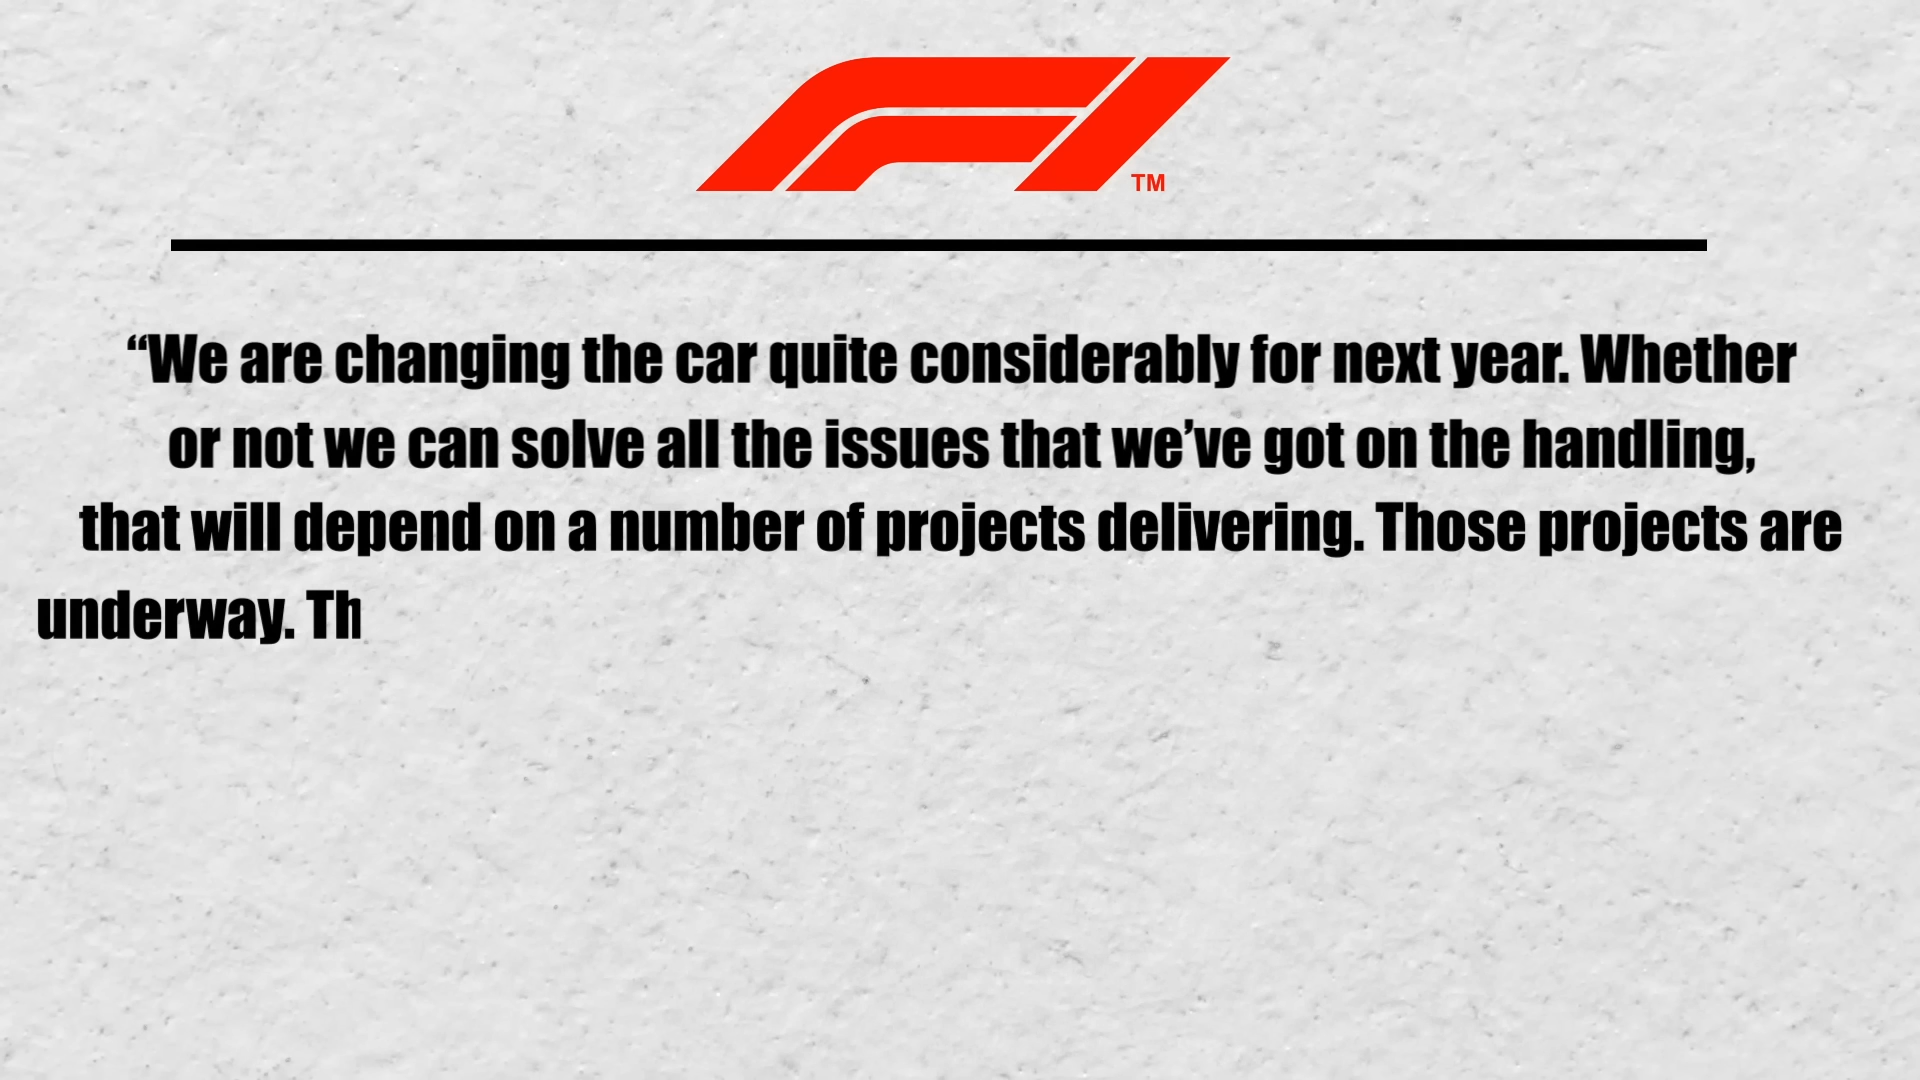 F1
TM
“We are changing the car quite considerably for next year. Whether
or not we can solve all the issues that we’ve got on the handling,
that will depend on a number of projects delivering. Those projects are
underway. Th